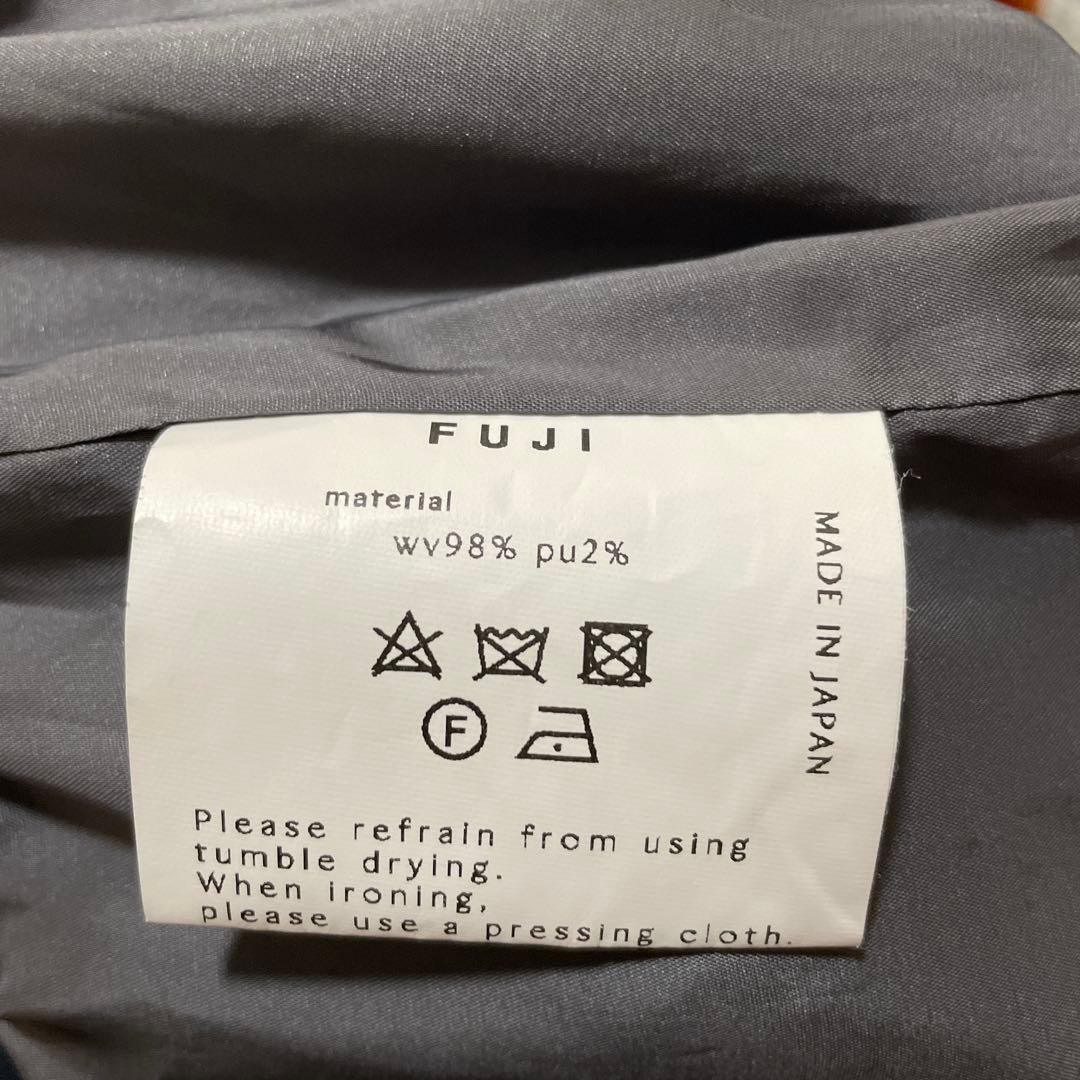 FUJI
material
wv98% pu2%
F
Please refrain from using
tumble drying.
When ironing,
please use a pressing cloth.
MADE IN JAPAN